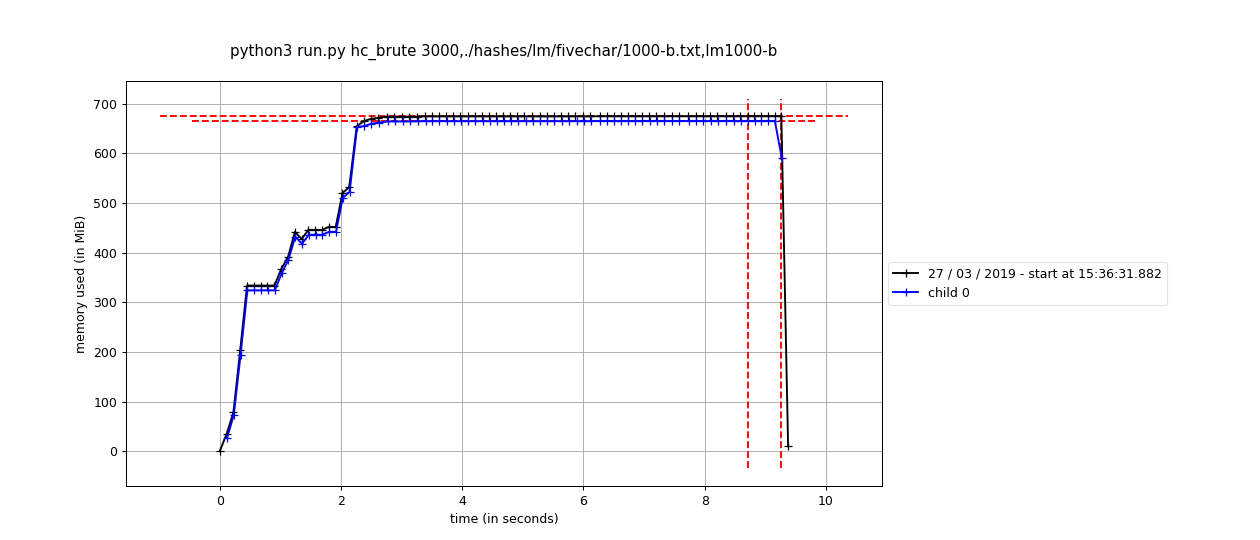 python3 run.py hc_brute 3000,./hashes/lm/fivechar/1000-b.txt,lm1000-b
700
600
500
400
300
200
100
0
memory used (in MiB)
0 2 4 6 8 10
time (in seconds)
27 / 03 / 2019 - start at 15:36:31.882
child 0